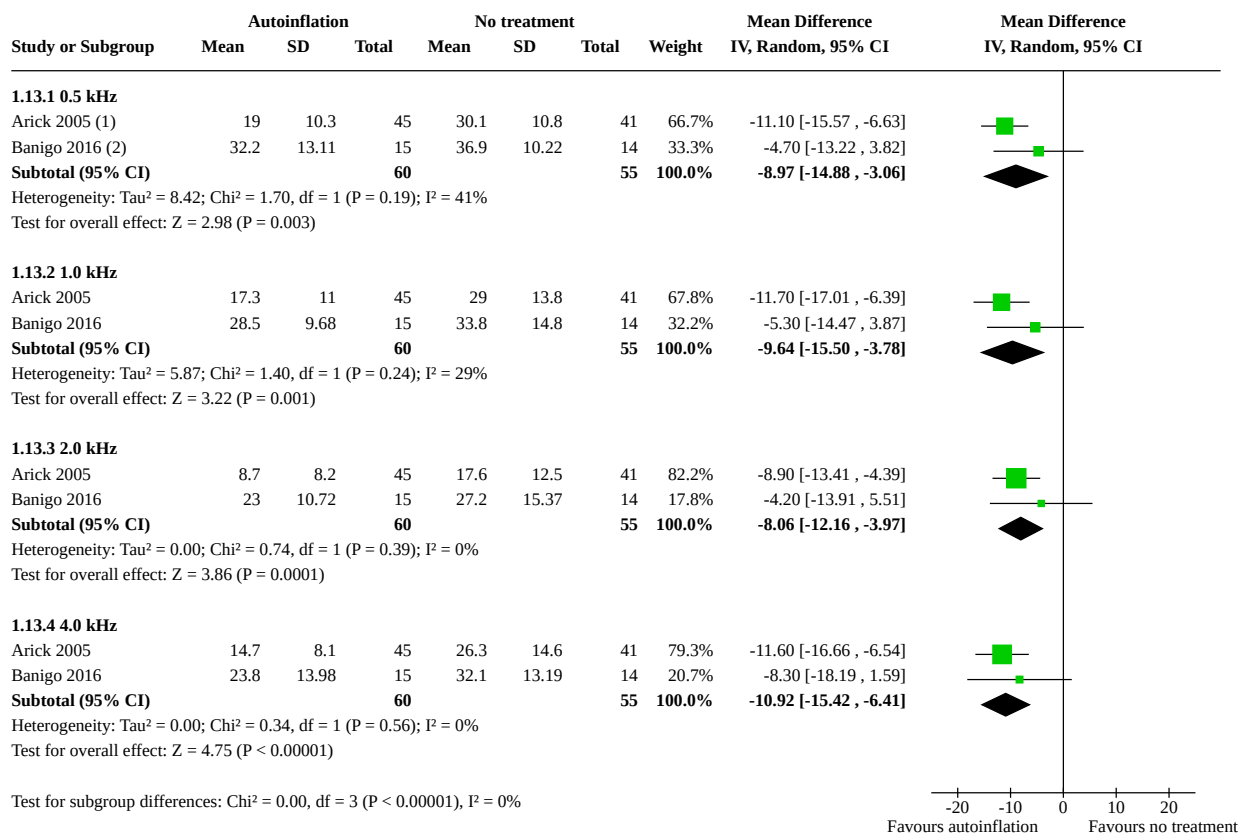 Autoinflation No treatment Mean Difference Mean Difference
Study or Subgroup Mean SD Total Mean SD Total Weight IV, Random, 95% CI IV, Random, 95% CI
1.13.1 0.5 kHz
Arick 2005 (1) 19 10.3 45 30.1 10.8 41 66.7% -11.10 [-15.57 , -6.63]
Banigo 2016 (2) 32.2 13.11 15 36.9 10.22 14 33.3% -4.70 [-13.22 , 3.82]
Subtotal (95% CI) 60 55 100.0% -8.97 [-14.88 , -3.06]
Heterogeneity: Tau² = 8.42; Chi² = 1.70, df = 1 (P = 0.19); I² = 41%
Test for overall effect: Z = 2.98 (P = 0.003)
1.13.2 1.0 kHz
Arick 2005 17.3 11 45 29 13.8 41 67.8% -11.70 [-17.01 , -6.39]
Banigo 2016 28.5 9.68 15 33.8 14.8 14 32.2% -5.30 [-14.47 , 3.87]
Subtotal (95% CI) 60 55 100.0% -9.64 [-15.50 , -3.78]
Heterogeneity: Tau² = 5.87; Chi² = 1.40, df = 1 (P = 0.24); I² = 29%
Test for overall effect: Z = 3.22 (P = 0.001)
1.13.3 2.0 kHz
Arick 2005 8.7 8.2 45 17.6 12.5 41 82.2% -8.90 [-13.41 , -4.39]
Banigo 2016 23 10.72 15 27.2 15.37 14 17.8% -4.20 [-13.91 , 5.51]
Subtotal (95% CI) 60 55 100.0% -8.06 [-12.16 , -3.97]
Heterogeneity: Tau² = 0.00; Chi² = 0.74, df = 1 (P = 0.39); I² = 0%
Test for overall effect: Z = 3.86 (P = 0.0001)
1.13.4 4.0 kHz
Arick 2005 14.7 8.1 45 26.3 14.6 41 79.3% -11.60 [-16.66 , -6.54]
Banigo 2016 23.8 13.98 15 32.1 13.19 14 20.7% -8.30 [-18.19 , 1.59]
Subtotal (95% CI) 60 55 100.0% -10.92 [-15.42 , -6.41]
Heterogeneity: Tau² = 0.00; Chi² = 0.34, df = 1 (P = 0.56); I² = 0%
Test for overall effect: Z = 4.75 (P < 0.00001)
Test for subgroup differences: Chi² = 0.00, df = 3 (P < 0.00001), I² = 0%
-20 -10 0 10 20
Favours autoinflation Favours no treatment